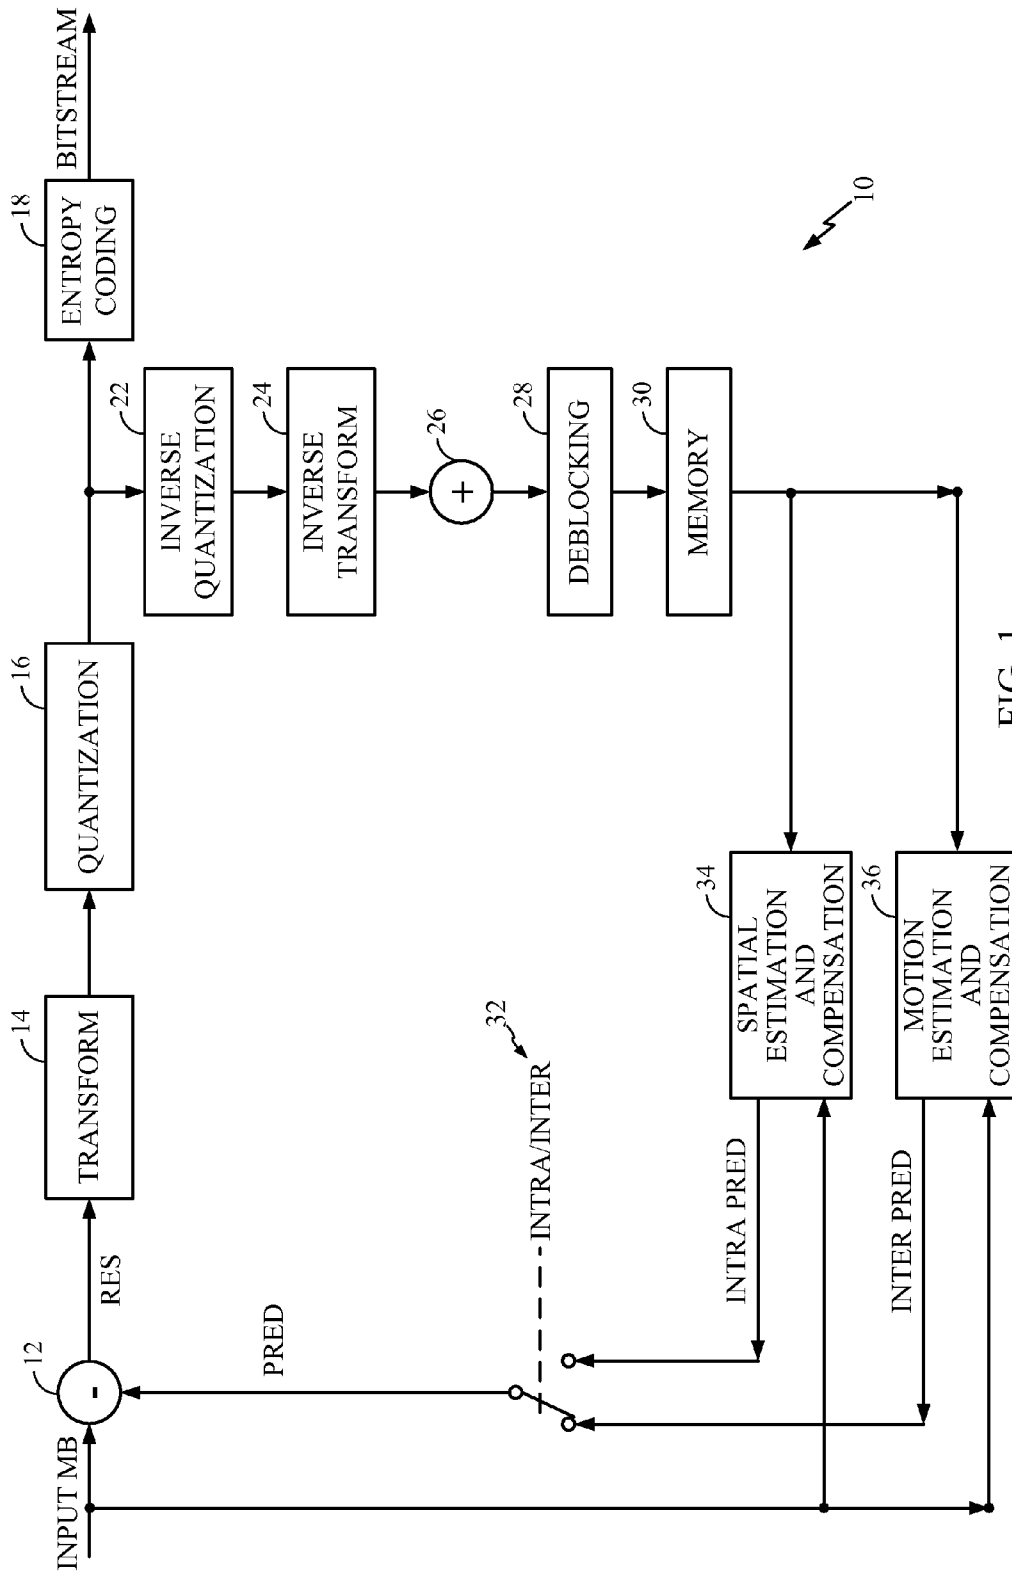 INPUT MB
12
RES
14
TRANSFORM
16
QUANTIZATION
18
ENTROPY
CODING
BITSTREAM
22
INVERSE
QUANTIZATION
24
INVERSE
TRANSFORM
26
+
28
DEBLOCKING
30
MEMORY
10
PRED
INTRA/INTER
32
INTRA PRED
34
SPATIAL
ESTIMATION
AND
COMPENSATION
INTER PRED
36
MOTION
ESTIMATION
AND
COMPENSATION
FIG. 1